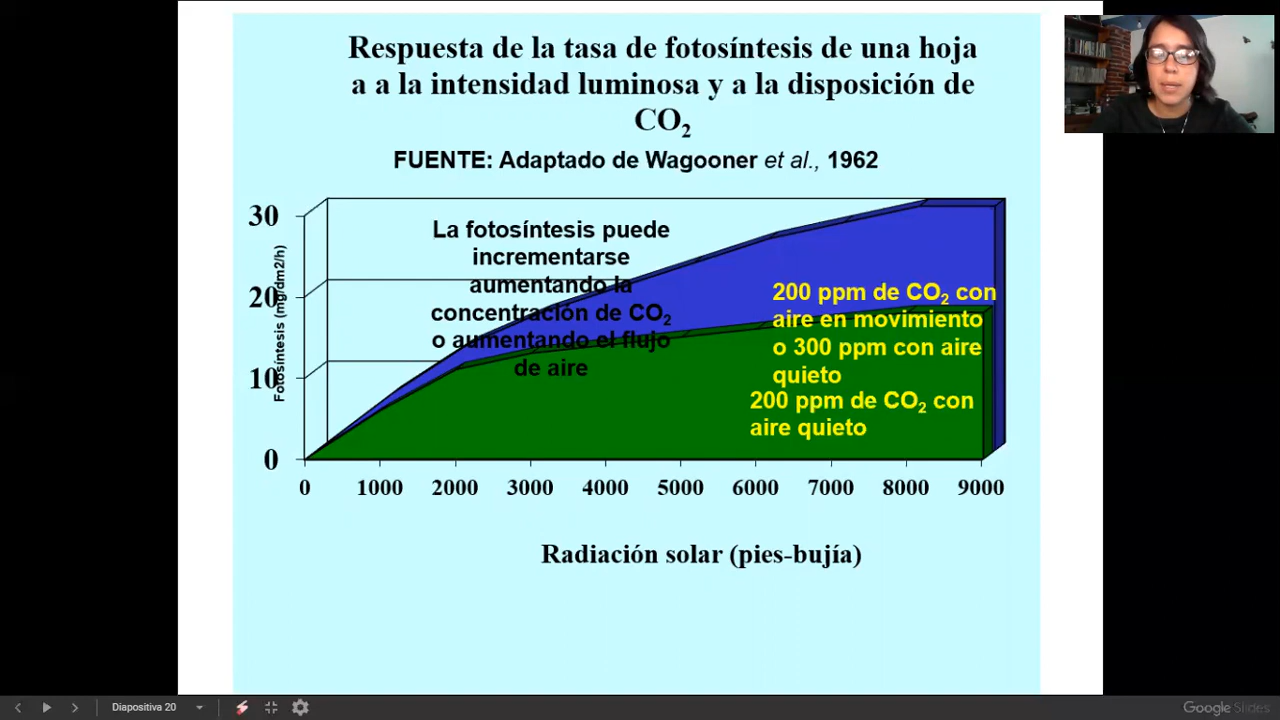 Respuesta de la tasa de fotosíntesis de una hoja
a a la intensidad luminosa y a la disposición de
CO2
FUENTE: Adaptado de Wagooner et al., 1962
30
20
10
0
Fotosíntesis (mg/dm2/h)
La fotosíntesis puede
incrementarse
aumentando la
concentración de CO2
o aumentando el flujo
de aire
200 ppm de CO2 con
aire en movimiento
o 300 ppm con aire
quieto
200 ppm de CO2 con
aire quieto
0 1000 2000 3000 4000 5000 6000 7000 8000 9000
Radiación solar (pies-bujía)
Diapositiva 20
Google Slides